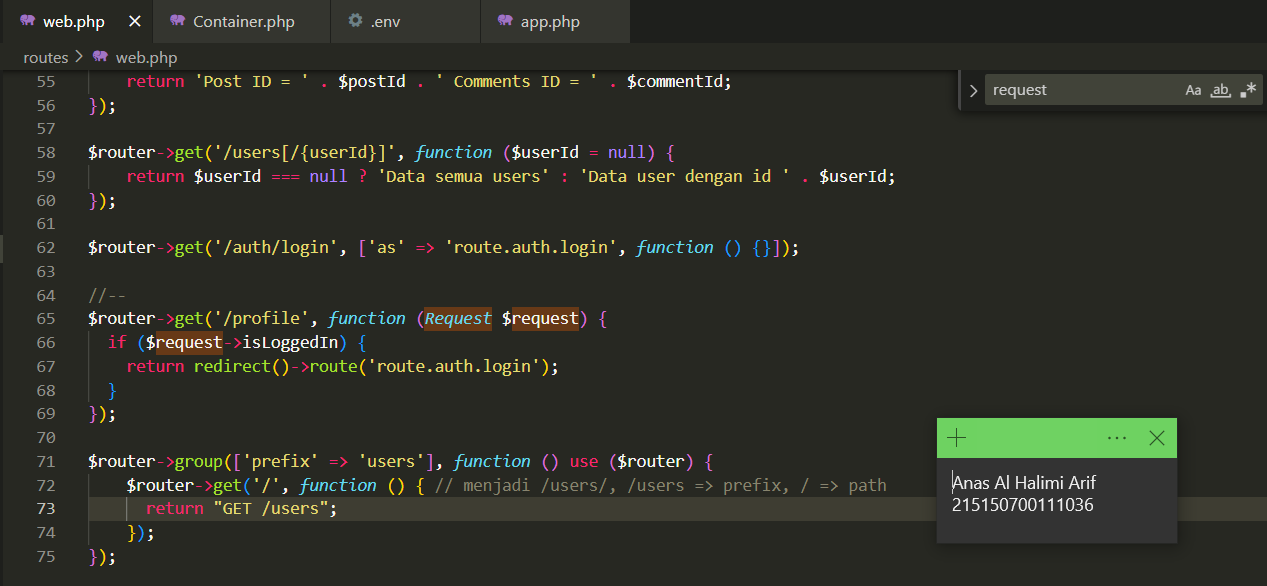 web.php Container.php .env app.php
routes > web.php
request Aa ab
55 return 'Post ID = ' . $postId . ' Comments ID = ' . $commentId;
56 });
57
58 $router->get('/users[/{userId}]', function ($userId = null) {
59 return $userId === null ? 'Data semua users' : 'Data user dengan id ' . $userId;
60 });
61
62 $router->get('/auth/login', ['as' => 'route.auth.login', function () {}]);
63
64 //--
65 $router->get('/profile', function (Request $request) {
66 if ($request->isLoggedIn) {
67 return redirect()->route('route.auth.login');
68 }
69 });
70
71 $router->group(['prefix' => 'users'], function () use ($router) {
72 $router->get('/', function () { // menjadi /users/, /users => prefix, / => path
73 return "GET /users";
74 });
75 });
Anas Al Halimi Arif
215150700111036